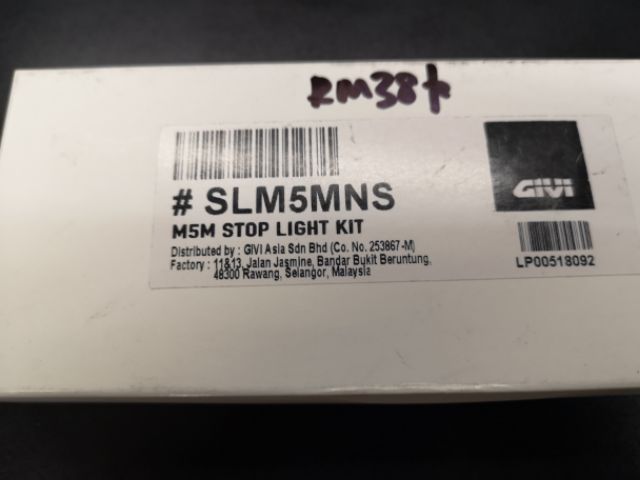 RM38
# SLM5MNS
M5M STOP LIGHT KIT
Distributed by : GIVI Asia Sdn Bhd (Co. No. 253867-M)
Factory : 11&13, Jalan Jasmine, Bandar Bukit Beruntung,
48300 Rawang, Selangor, Malaysia
GIVI
LP00518092